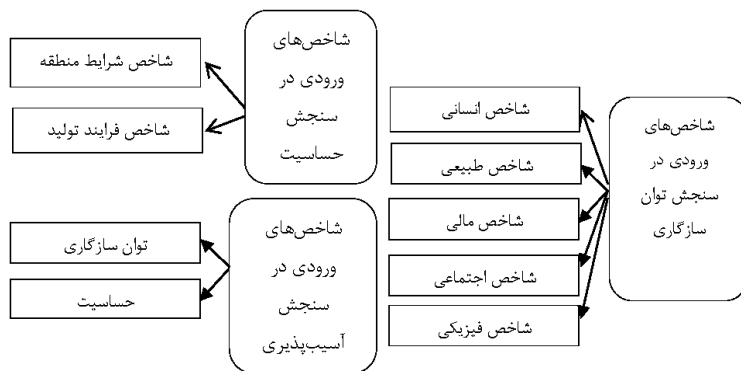 شاخص‌های
ورودی در
سنجش توان
سازگاری
شاخص انسانی
شاخص طبیعی
شاخص مالی
شاخص اجتماعی
شاخص فیزیکی
شاخص‌های
ورودی در
سنجش
حساسیت
شاخص شرایط منطقه
شاخص فرایند تولید
شاخص‌های
ورودی در
سنجش
آسیب‌پذیری
توان سازگاری
حساسیت